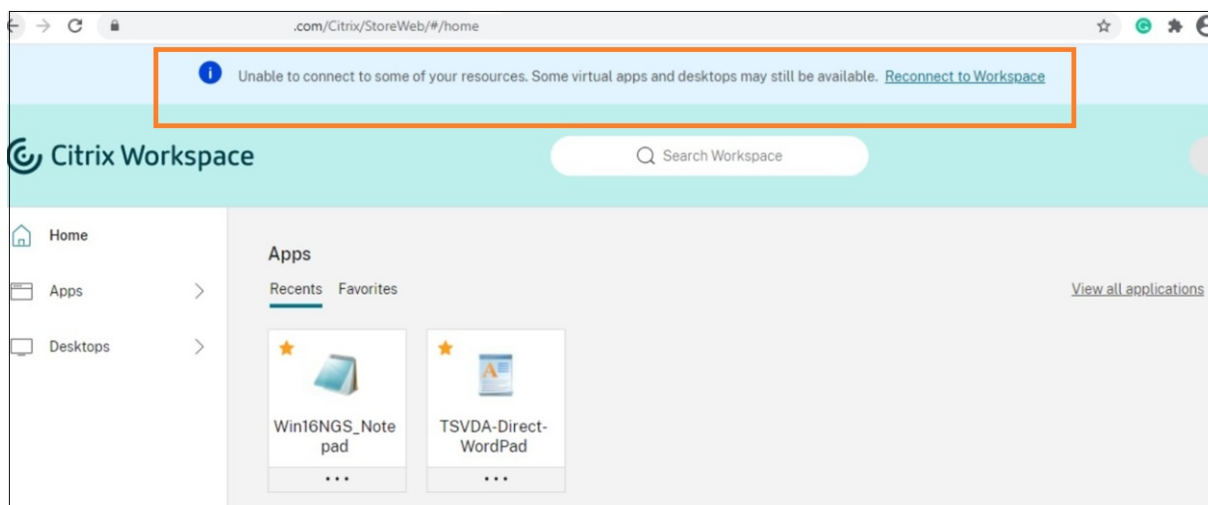 .com/Citrix/StoreWeb/#/home
Unable to connect to some of your resources. Some virtual apps and desktops may still be available. Reconnect to Workspace
Citrix Workspace
Search Workspace
Home
Apps
Desktops
Apps
Recents Favorites
View all applications
Win16NGS_Note
pad
TSVDA-Direct-
WordPad